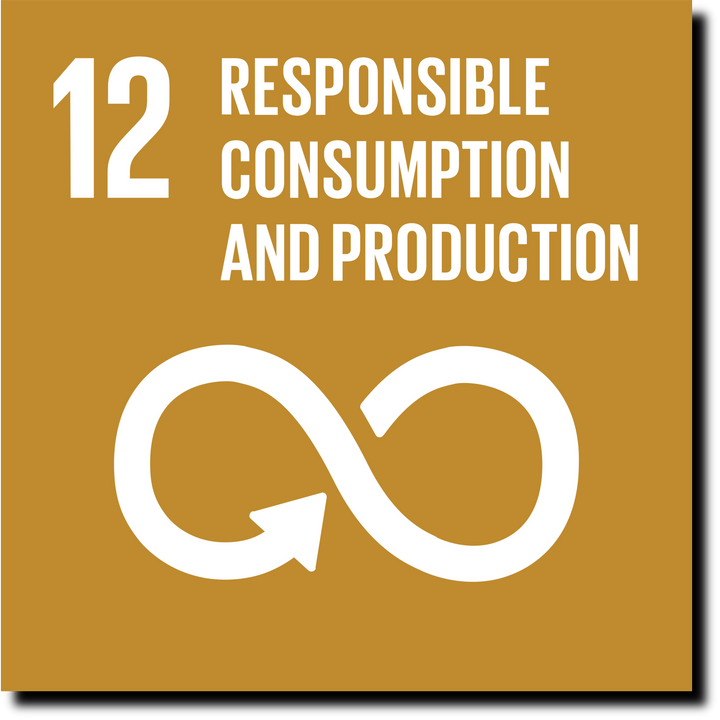 12 RESPONSIBLE
CONSUMPTION
AND PRODUCTION